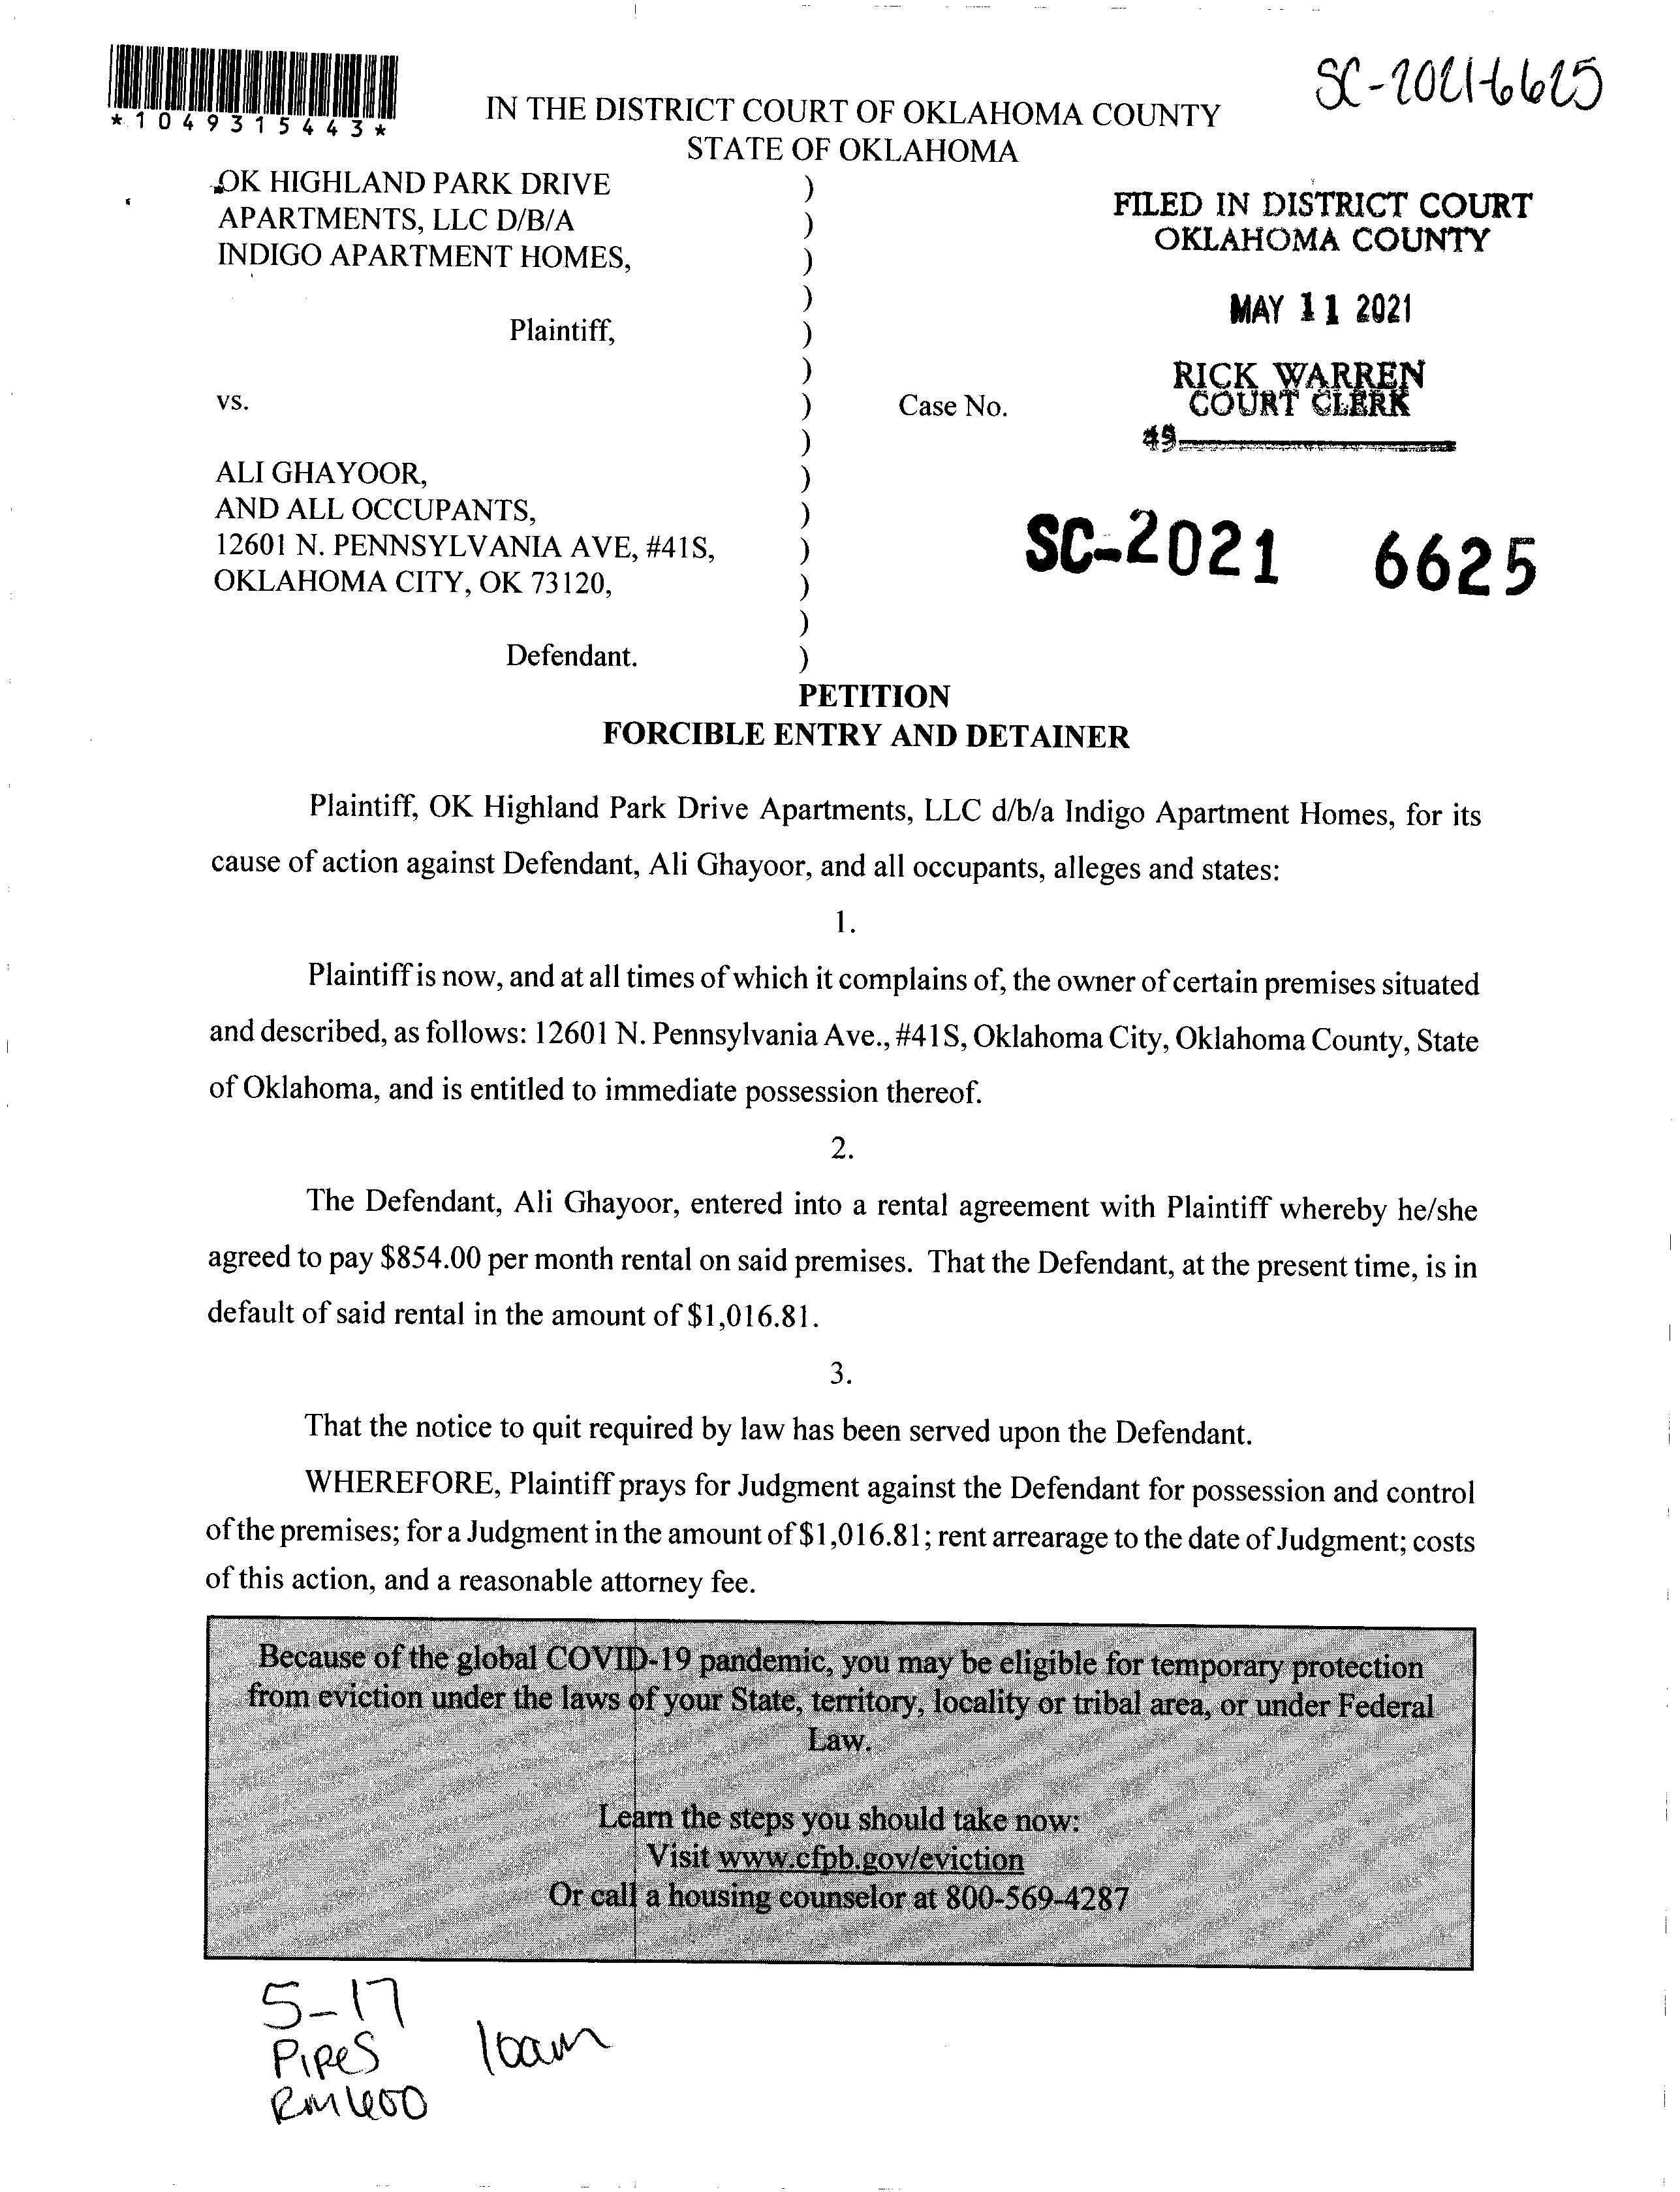 SC-2021-6625
*1049315443*
IN THE DISTRICT COURT OF OKLAHOMA COUNTY
STATE OF OKLAHOMA
OK HIGHLAND PARK DRIVE )
APARTMENTS, LLC D/B/A )
INDIGO APARTMENT HOMES, )
)
Plaintiff, )
)
vs. ) Case No.
)
ALI GHAYOOR, )
AND ALL OCCUPANTS, )
12601 N. PENNSYLVANIA AVE, #41S, )
OKLAHOMA CITY, OK 73120, )
)
Defendant. )
FILED IN DISTRICT COURT
OKLAHOMA COUNTY
MAY 11 2021
RICK WARREN
COURT CLERK
49
SC-2021 6625
PETITION
FORCIBLE ENTRY AND DETAINER
Plaintiff, OK Highland Park Drive Apartments, LLC d/b/a Indigo Apartment Homes, for its
cause of action against Defendant, Ali Ghayoor, and all occupants, alleges and states:
1.
Plaintiff is now, and at all times of which it complains of, the owner of certain premises situated
and described, as follows: 12601 N. Pennsylvania Ave., #41S, Oklahoma City, Oklahoma County, State
of Oklahoma, and is entitled to immediate possession thereof.
2.
The Defendant, Ali Ghayoor, entered into a rental agreement with Plaintiff whereby he/she
agreed to pay $854.00 per month rental on said premises. That the Defendant, at the present time, is in
default of said rental in the amount of $1,016.81.
3.
That the notice to quit required by law has been served upon the Defendant.
WHEREFORE, Plaintiff prays for Judgment against the Defendant for possession and control
of the premises; for a Judgment in the amount of $1,016.81; rent arrearage to the date of Judgment; costs
of this action, and a reasonable attorney fee.
Because of the global COVID-19 pandemic, you may be eligible for temporary protection
from eviction under the laws of your State, territory, locality or tribal area, or under Federal
Law.
Learn the steps you should take now:
Visit www.cfpb.gov/eviction
Or call a housing counselor at 800-569-4287
5-17
Pipes 10am